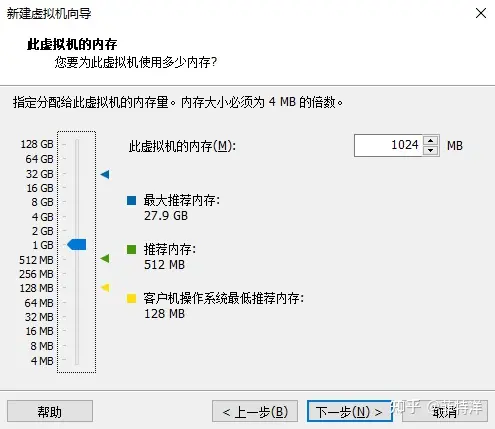 新建虚拟机向导
此虚拟机的内存
您要为此虚拟机使用多少内存?
指定分配给此虚拟机的内存量。内存大小必须为 4 MB 的倍数。
128 GB
64 GB
32 GB
16 GB
8 GB
4 GB
2 GB
1 GB
512 MB
256 MB
128 MB
64 MB
32 MB
16 MB
8 MB
4 MB
此虚拟机的内存(M):
1024
MB
最大推荐内存:
27.9 GB
推荐内存:
512 MB
客户机操作系统最低推荐内存:
128 MB
帮助
< 上一步(B)
下一步(N) >
取消
知乎